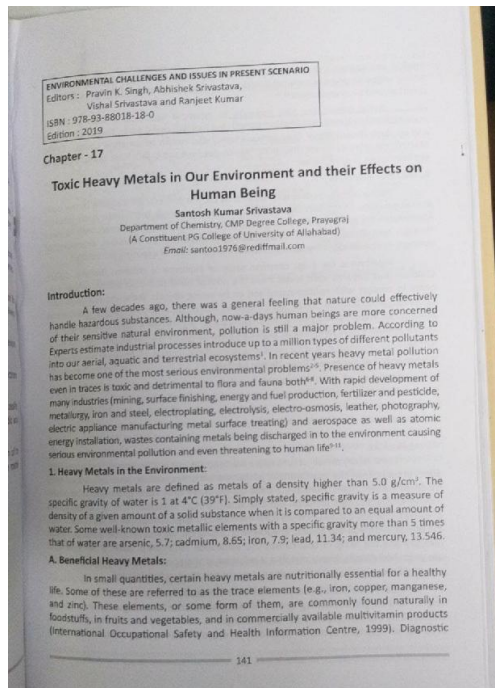 ENVIRONMENTAL CHALLENGES AND ISSUES IN PRESENT SCENARIO
Editors : Pravin K. Singh, Abhishek Srivastava,
Vishal Srivastava and Ranjeet Kumar
ISBN : 978-93-88018-18-0
Edition : 2019
Chapter - 17
Toxic Heavy Metals in Our Environment and their Effects on
Human Being
Santosh Kumar Srivastava
Department of Chemistry, CMP Degree College, Prayagraj
(A Constituent PG College of University of Allahabad)
Email: santoo1976@rediffmail.com
Introduction:
A few decades ago, there was a general feeling that nature could effectively
handle hazardous substances. Although, now-a-days human beings are more concerned
of their sensitive natural environment, pollution is still a major problem. According to
Experts estimate industrial processes introduce up to a million types of different pollutants
into our aerial, aquatic and terrestrial ecosystems¹. In recent years heavy metal pollution
has become one of the most serious environmental problems²⁻⁵. Presence of heavy metals
even in traces is toxic and detrimental to flora and fauna both⁶⁻⁸. With rapid development of
many industries (mining, surface finishing, energy and fuel production, fertilizer and pesticide,
metallurgy, iron and steel, electroplating, electrolysis, electro-osmosis, leather, photography,
electric appliance manufacturing metal surface treating) and aerospace as well as atomic
energy installation, wastes containing metals being discharged in to the environment causing
serious environmental pollution and even threatening to human life⁹⁻¹¹.
1. Heavy Metals in the Environment:
Heavy metals are defined as metals of a density higher than 5.0 g/cm³. The
specific gravity of water is 1 at 4°C (39°F). Simply stated, specific gravity is a measure of
density of a given amount of a solid substance when it is compared to an equal amount of
water. Some well-known toxic metallic elements with a specific gravity more than 5 times
that of water are arsenic, 5.7; cadmium, 8.65; iron, 7.9; lead, 11.34; and mercury, 13.546.
A. Beneficial Heavy Metals:
In small quantities, certain heavy metals are nutritionally essential for a healthy
life. Some of these are referred to as the trace elements (e.g., iron, copper, manganese,
and zinc). These elements, or some form of them, are commonly found naturally in
foodstuffs, in fruits and vegetables, and in commercially available multivitamin products
(International Occupational Safety and Health Information Centre, 1999). Diagnostic
141